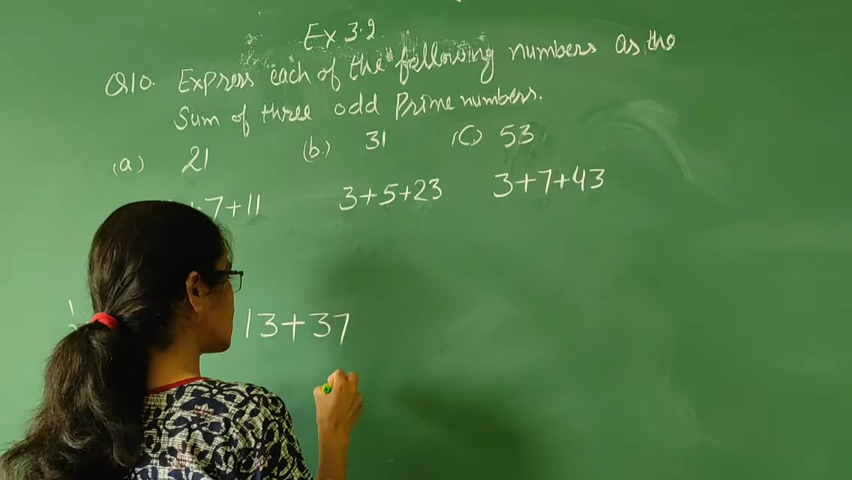 Ex 3.2
Q10. Express each of the following numbers as the
Sum of three odd Prime numbers.
(a) 21 (b.) 31 (c) 53
+7+11 3+5+23 3+7+43
13+37